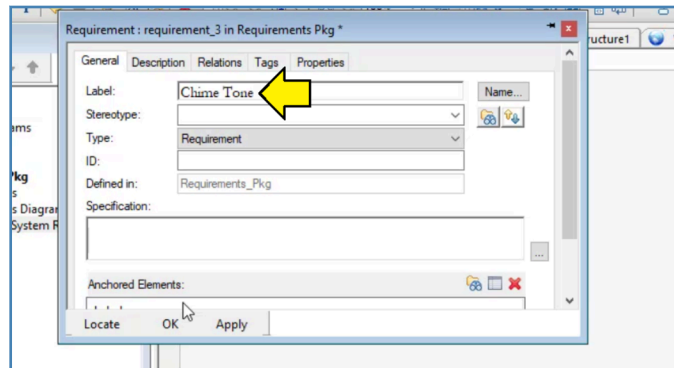 Requirement : requirement_3 in Requirements Pkg *
ructure1
General Description Relations Tags Properties
Label: Chime Tone Name...
Stereotype:
Type: Requirement
ID:
Defined in: Requirements_Pkg
Specification:
...
Anchored Elements:
Locate OK Apply
ams
Pkg
s
s Diagrar
System R